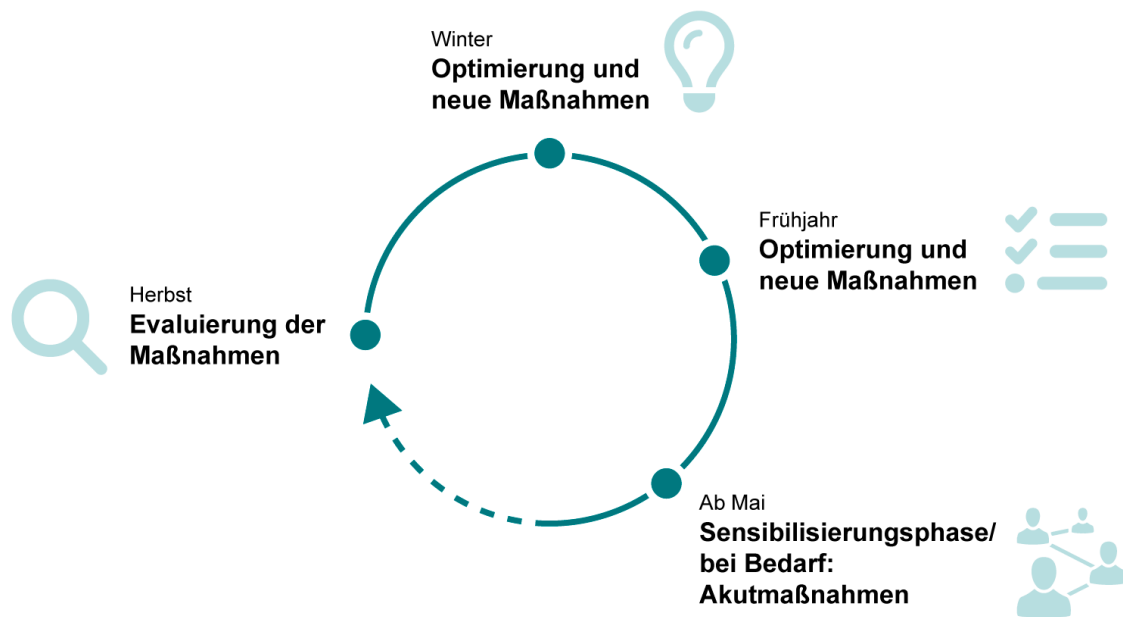 Winter
Optimierung und
neue Maßnahmen
Frühjahr
Optimierung und
neue Maßnahmen
Herbst
Evaluierung der
Maßnahmen
Ab Mai
Sensibilisierungsphase/
bei Bedarf:
Akutmaßnahmen